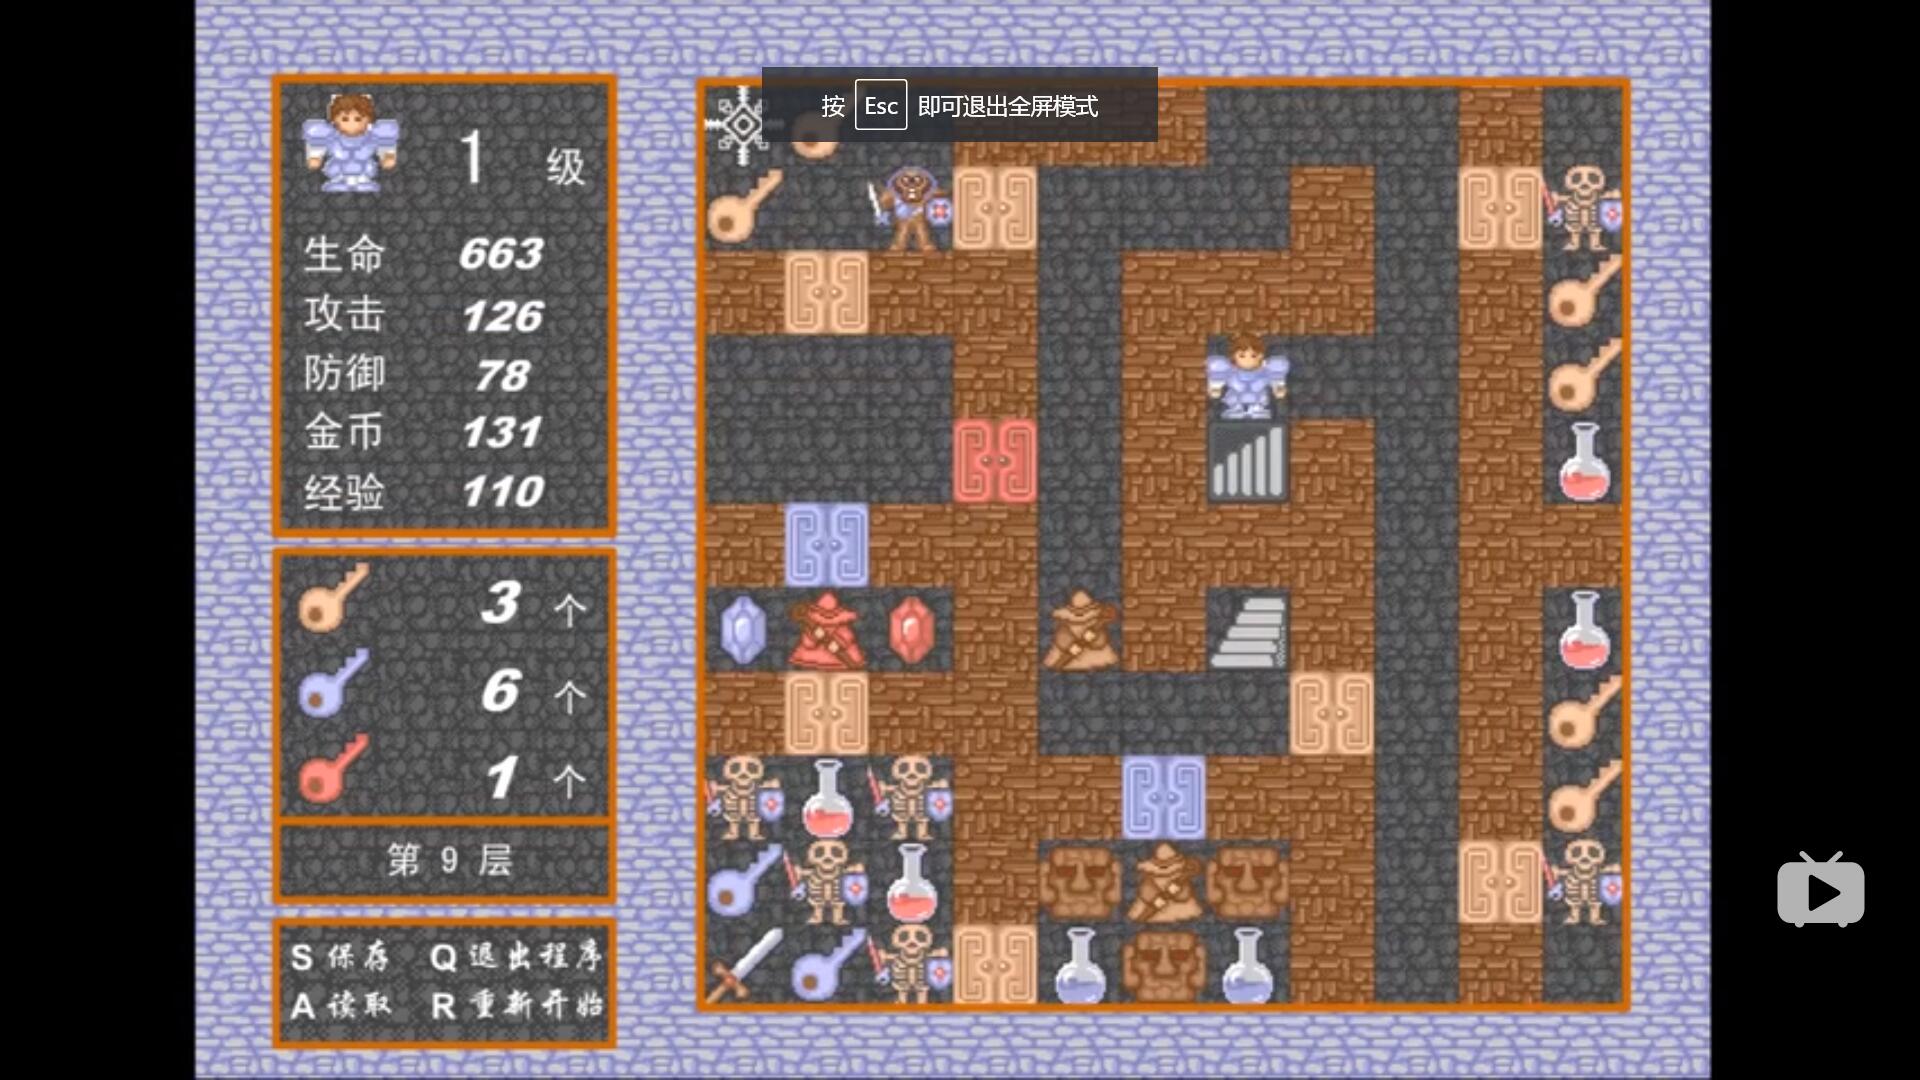 按 Esc 即可退出全屏模式
1 级
生命 663
攻击 126
防御 78
金币 131
经验 110
3 个
6 个
1 个
第 9 层
S 保存 Q 退出程序
A 读取 R 重新开始